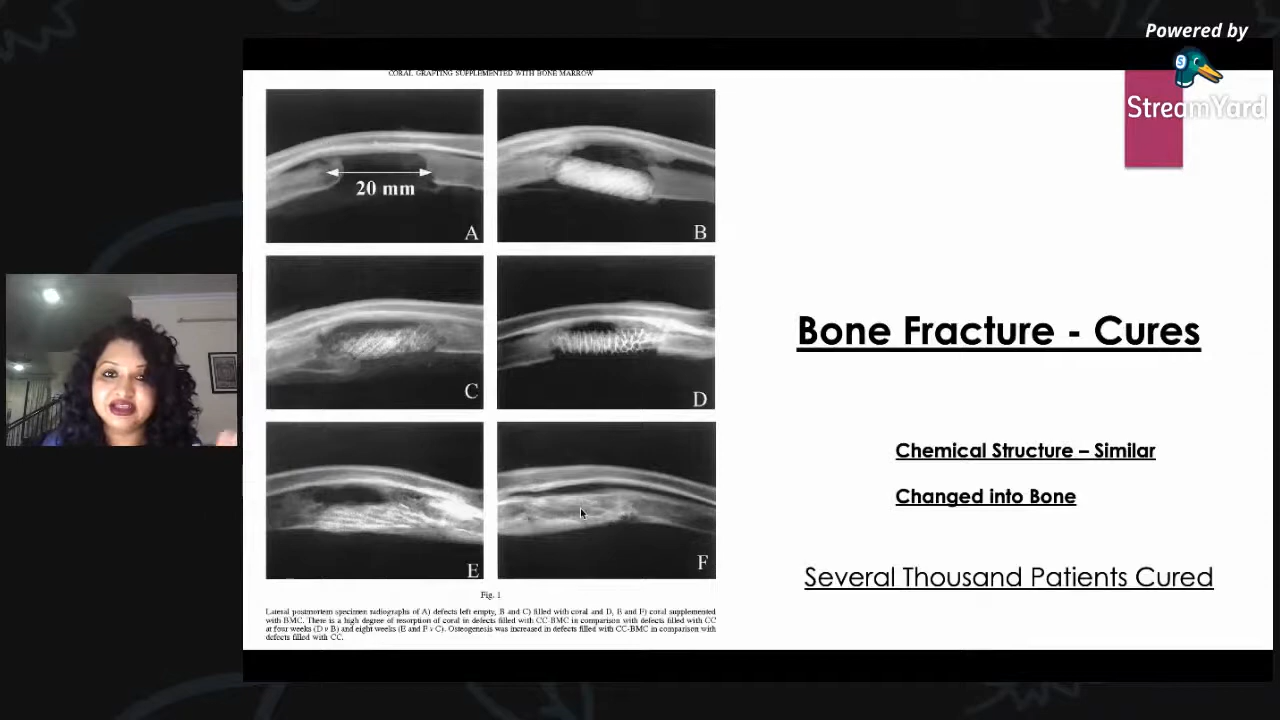 Powered by
StreamYard
CORAL GRAFTING SUPPLEMENTED WITH BONE MARROW
20 mm
A
B
C
D
E
F
Fig. 1
Lateral postmortem specimen radiographs of A) defects left empty, B and C) filled with coral and D, E and F) coral supplemented
with BMC. There is a high degree of resorption of coral in defects filled with CC-BMC in comparison with defects filled with CC
at four weeks (D v B) and eight weeks (E and F v C). Osteogenesis was increased in defects filled with CC-BMC in comparison with
defects filled with CC.
Bone Fracture - Cures
Chemical Structure – Similar
Changed into Bone
Several Thousand Patients Cured